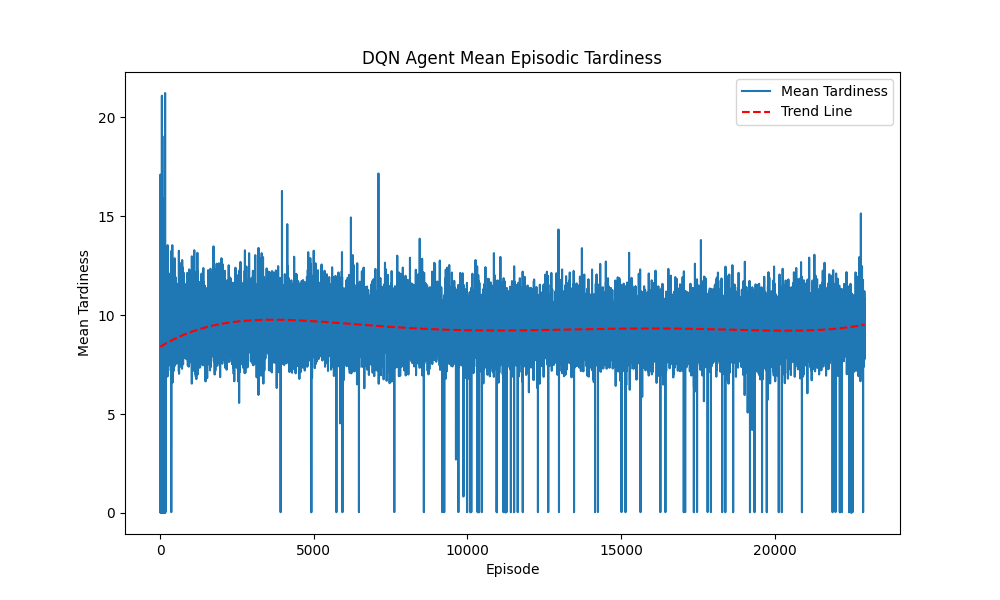 DQN Agent Mean Episodic Tardiness
Mean Tardiness
Trend Line
20
15
10
5
0
Mean Tardiness
0 5000 10000 15000 20000
Episode